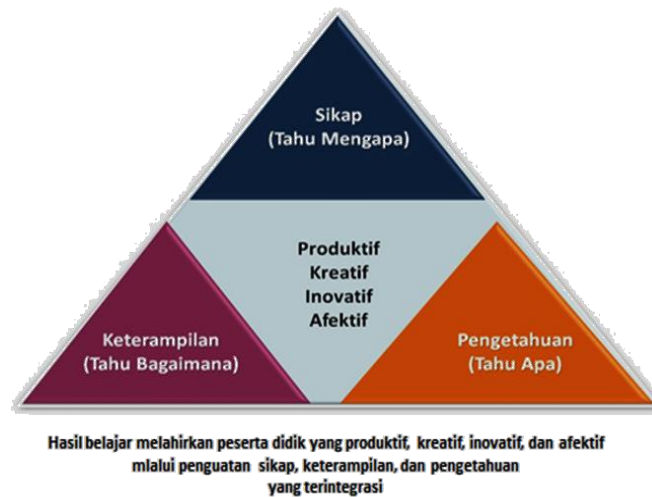 Sikap
(Tahu Mengapa)
Produktif
Kreatif
Inovatif
Afektif
Keterampilan
(Tahu Bagaimana)
Pengetahuan
(Tahu Apa)
Hasil belajar melahirkan peserta didik yang produktif, kreatif, inovatif, dan afektif
mlalui penguatan sikap, keterampilan, dan pengetahuan
yang terintegrasi